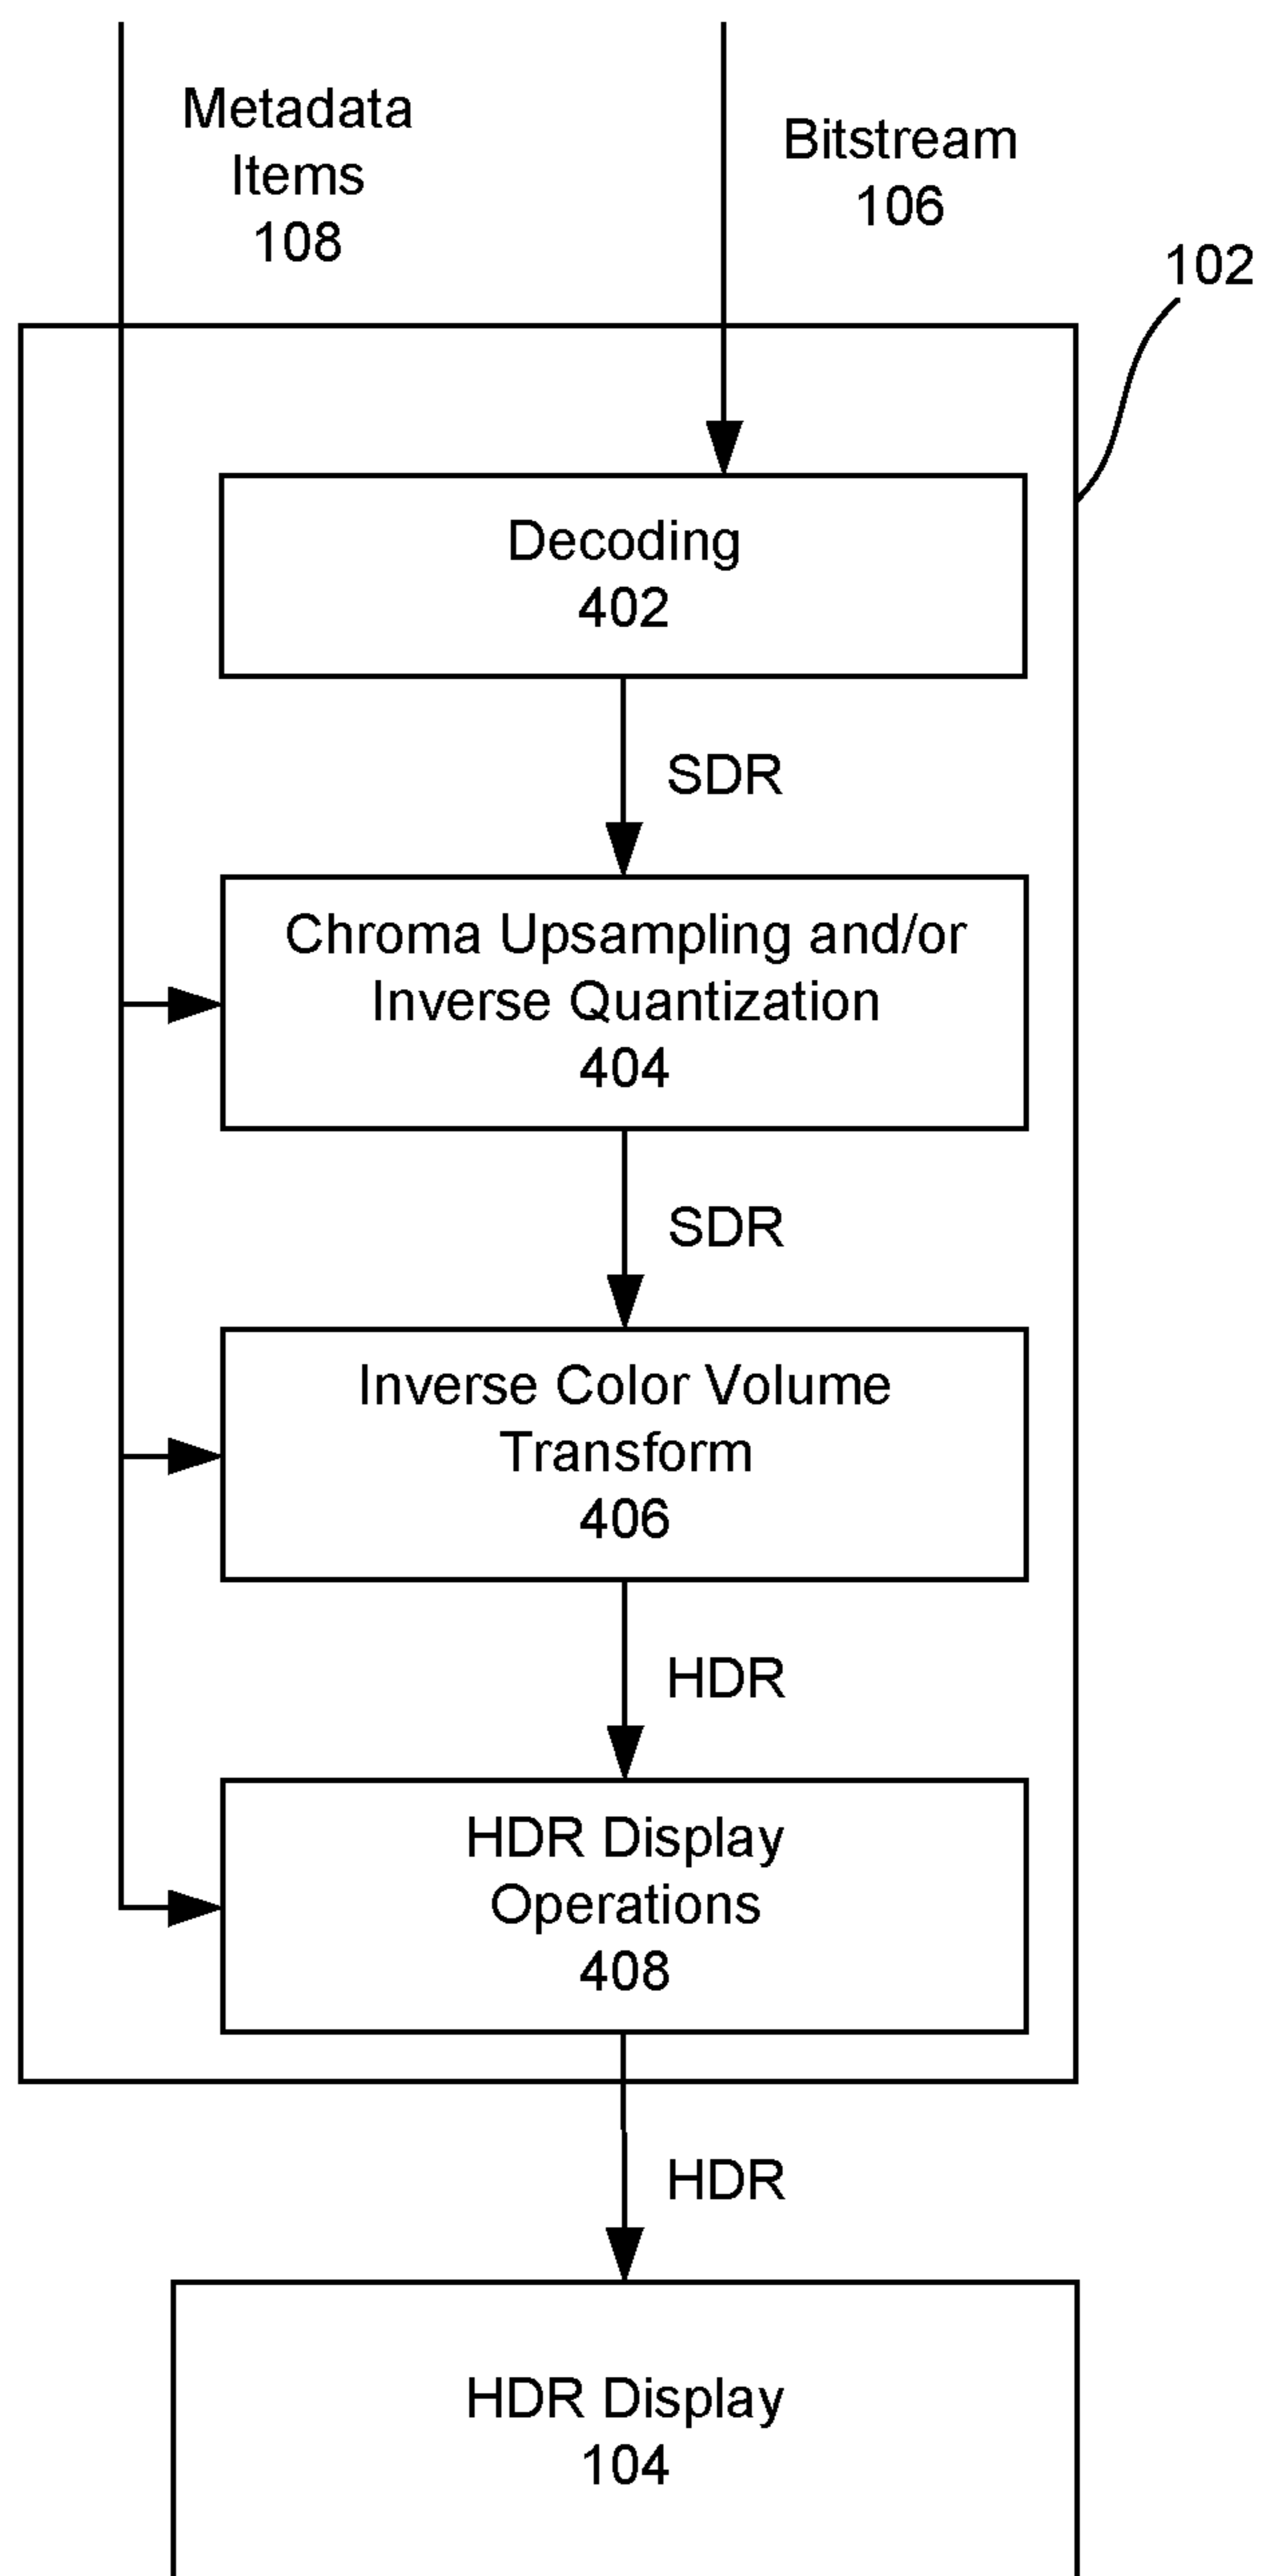 Metadata
Items
108
Bitstream
106
102
Decoding
402
SDR
Chroma Upsampling and/or
Inverse Quantization
404
SDR
Inverse Color Volume
Transform
406
HDR
HDR Display
Operations
408
HDR
HDR Display
104